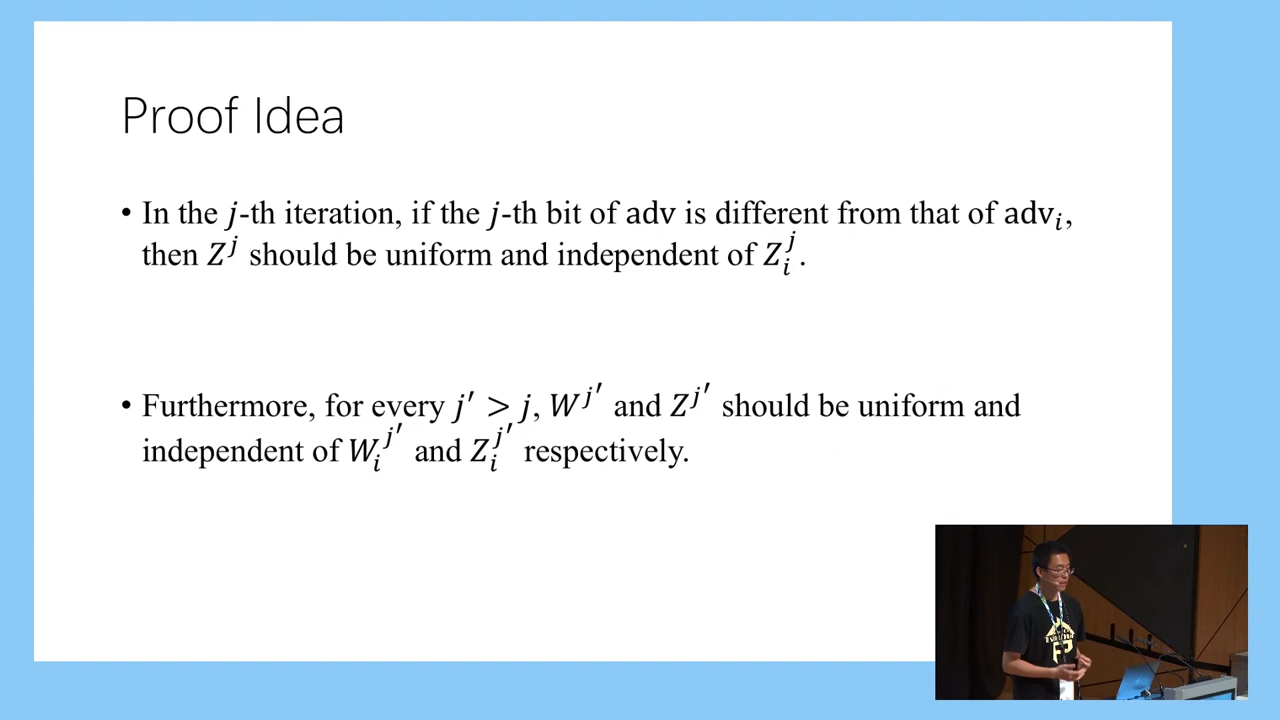 Proof Idea
• In the 𝑗-th iteration, if the 𝑗-th bit of adv is different from that of adv𝑖,
then 𝑍^𝑗 should be uniform and independent of 𝑍_𝑖^𝑗.
• Furthermore, for every 𝑗′ > 𝑗, 𝑊^𝑗′ and 𝑍^𝑗′ should be uniform and
independent of 𝑊_𝑖^𝑗′ and 𝑍_𝑖^𝑗′ respectively.